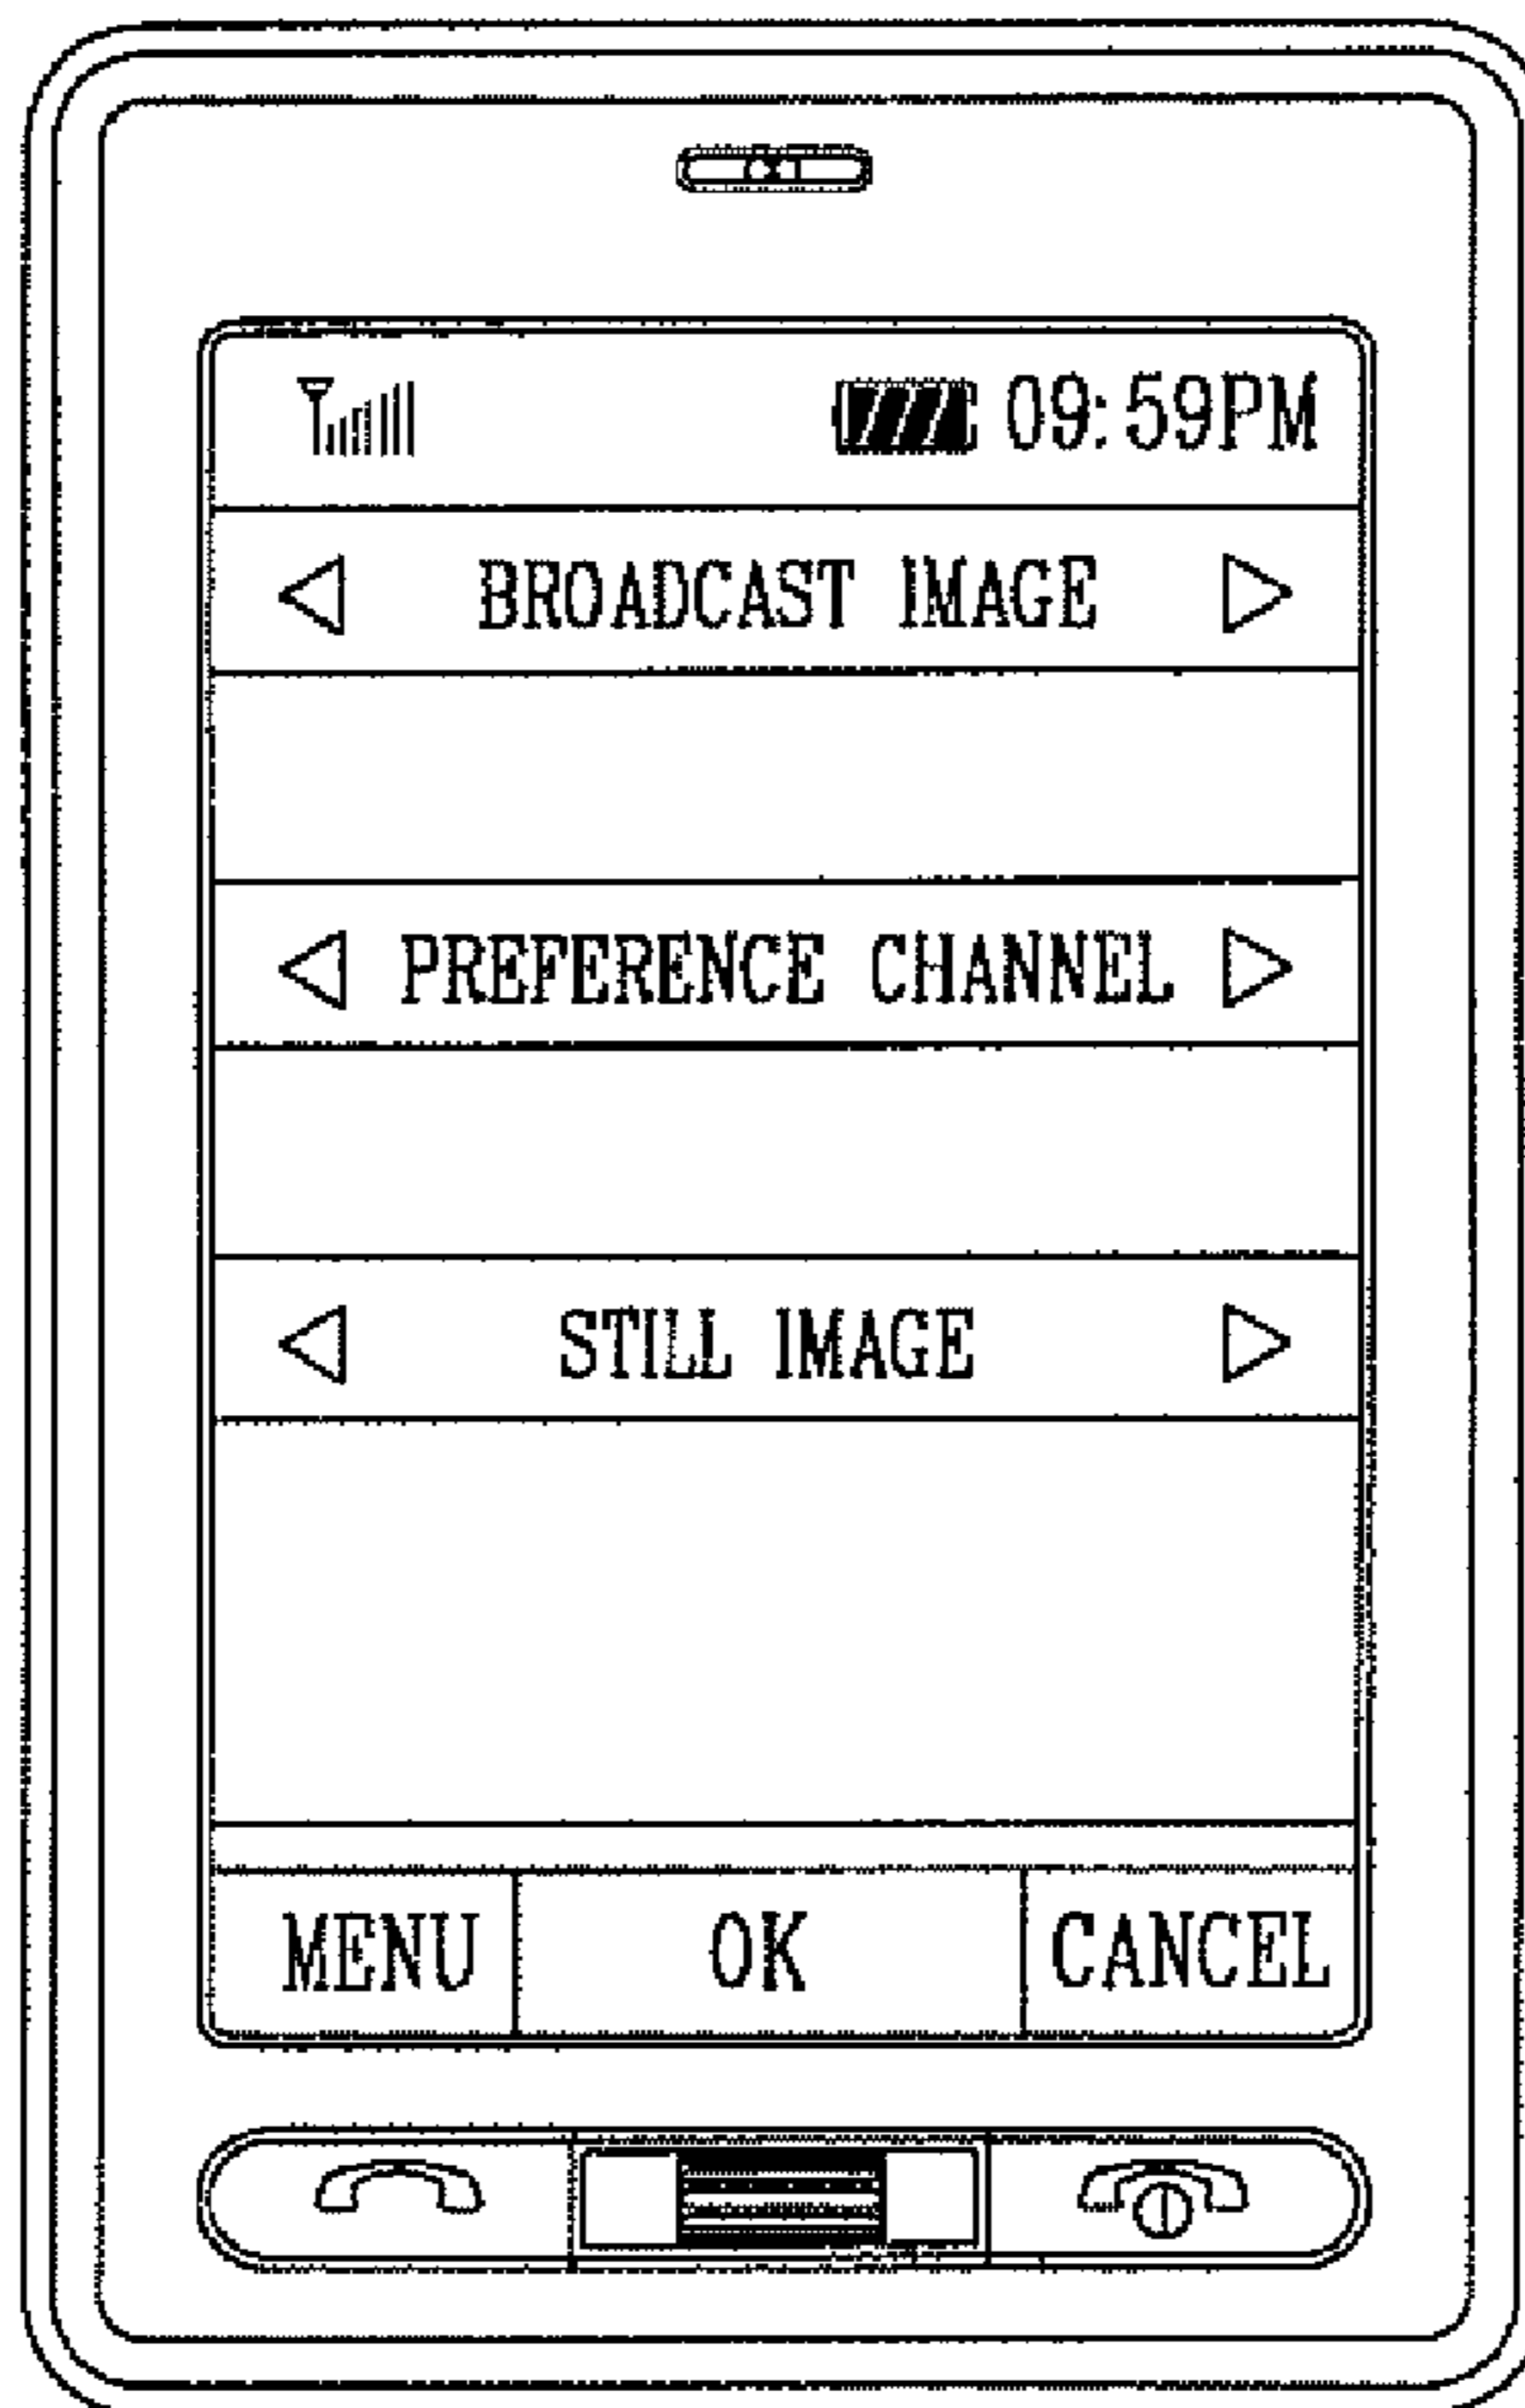 09:59PM
BROADCAST IMAGE
PREFERENCE CHANNEL
STILL IMAGE
MENU OK CANCEL